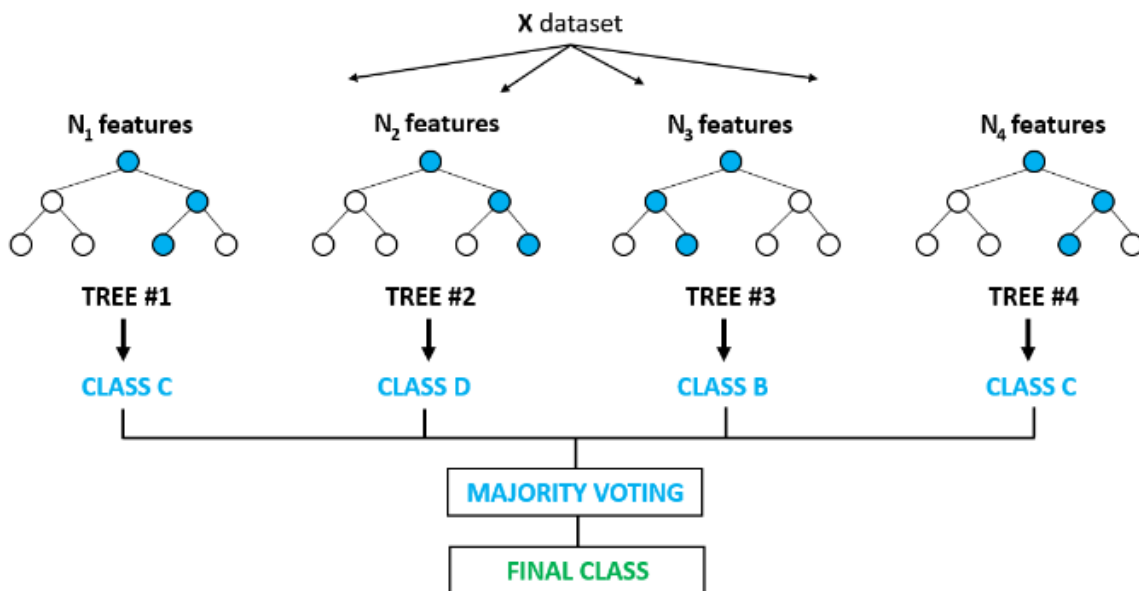 X dataset
N₁ features
N₂ features
N₃ features
N₄ features
TREE #1
TREE #2
TREE #3
TREE #4
CLASS C
CLASS D
CLASS B
CLASS C
MAJORITY VOTING
FINAL CLASS